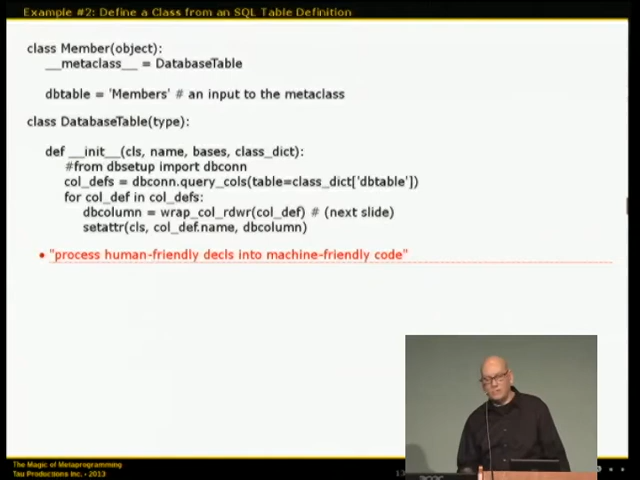 Example #2: Define a Class from an SQL Table Definition
class Member(object):
__metaclass__ = DatabaseTable
dbtable = 'Members' # an input to the metaclass
class DatabaseTable(type):
def __init__(cls, name, bases, class_dict):
#from dbsetup import dbconn
col_defs = dbconn.query_cols(table=class_dict['dbtable'])
for col_def in col_defs:
dbcolumn = wrap_col_rdwr(col_def) # (next slide)
setattr(cls, col_def.name, dbcolumn)
• "process human-friendly decls into machine-friendly code"
The Magic of Metaprogramming
Tau Productions Inc. - 2013